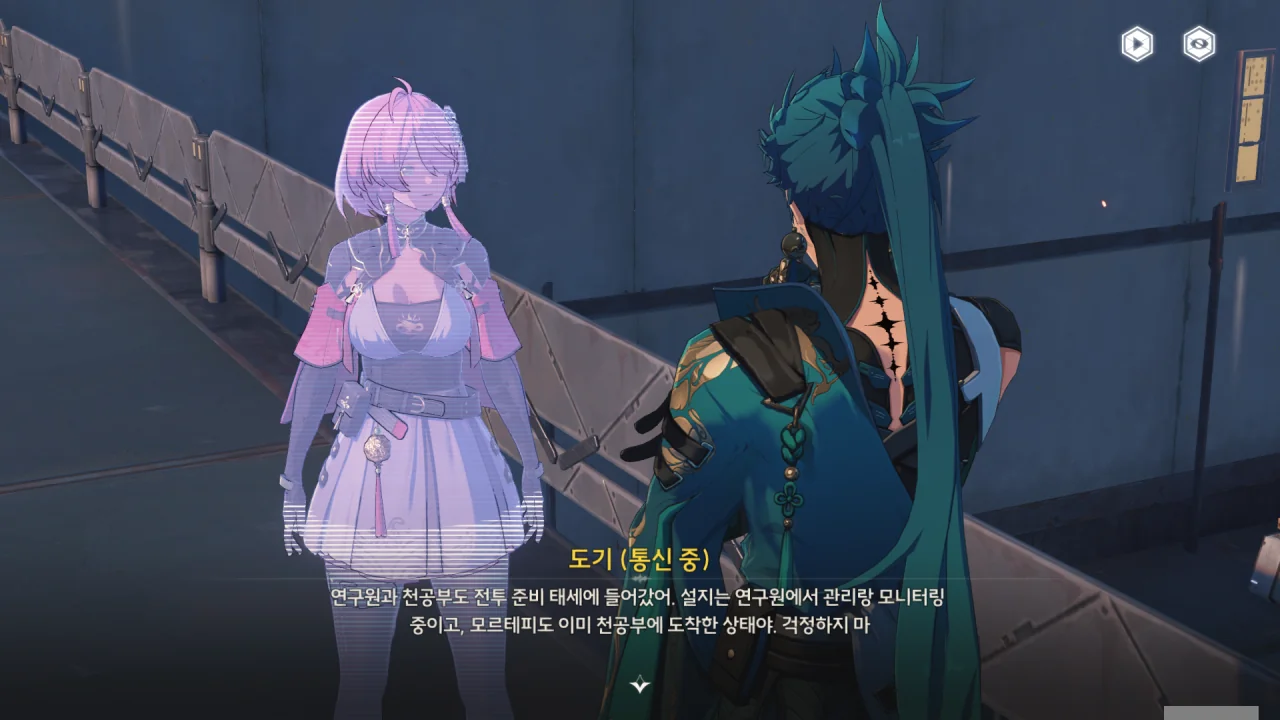 도기 (통신 중)
연구원과 천공부도 전투 준비 태세에 들어갔어. 설지는 연구원에서 관리랑 모니터링
중이고, 모르테피도 이미 천공부에 도착한 상태야. 걱정하지 마